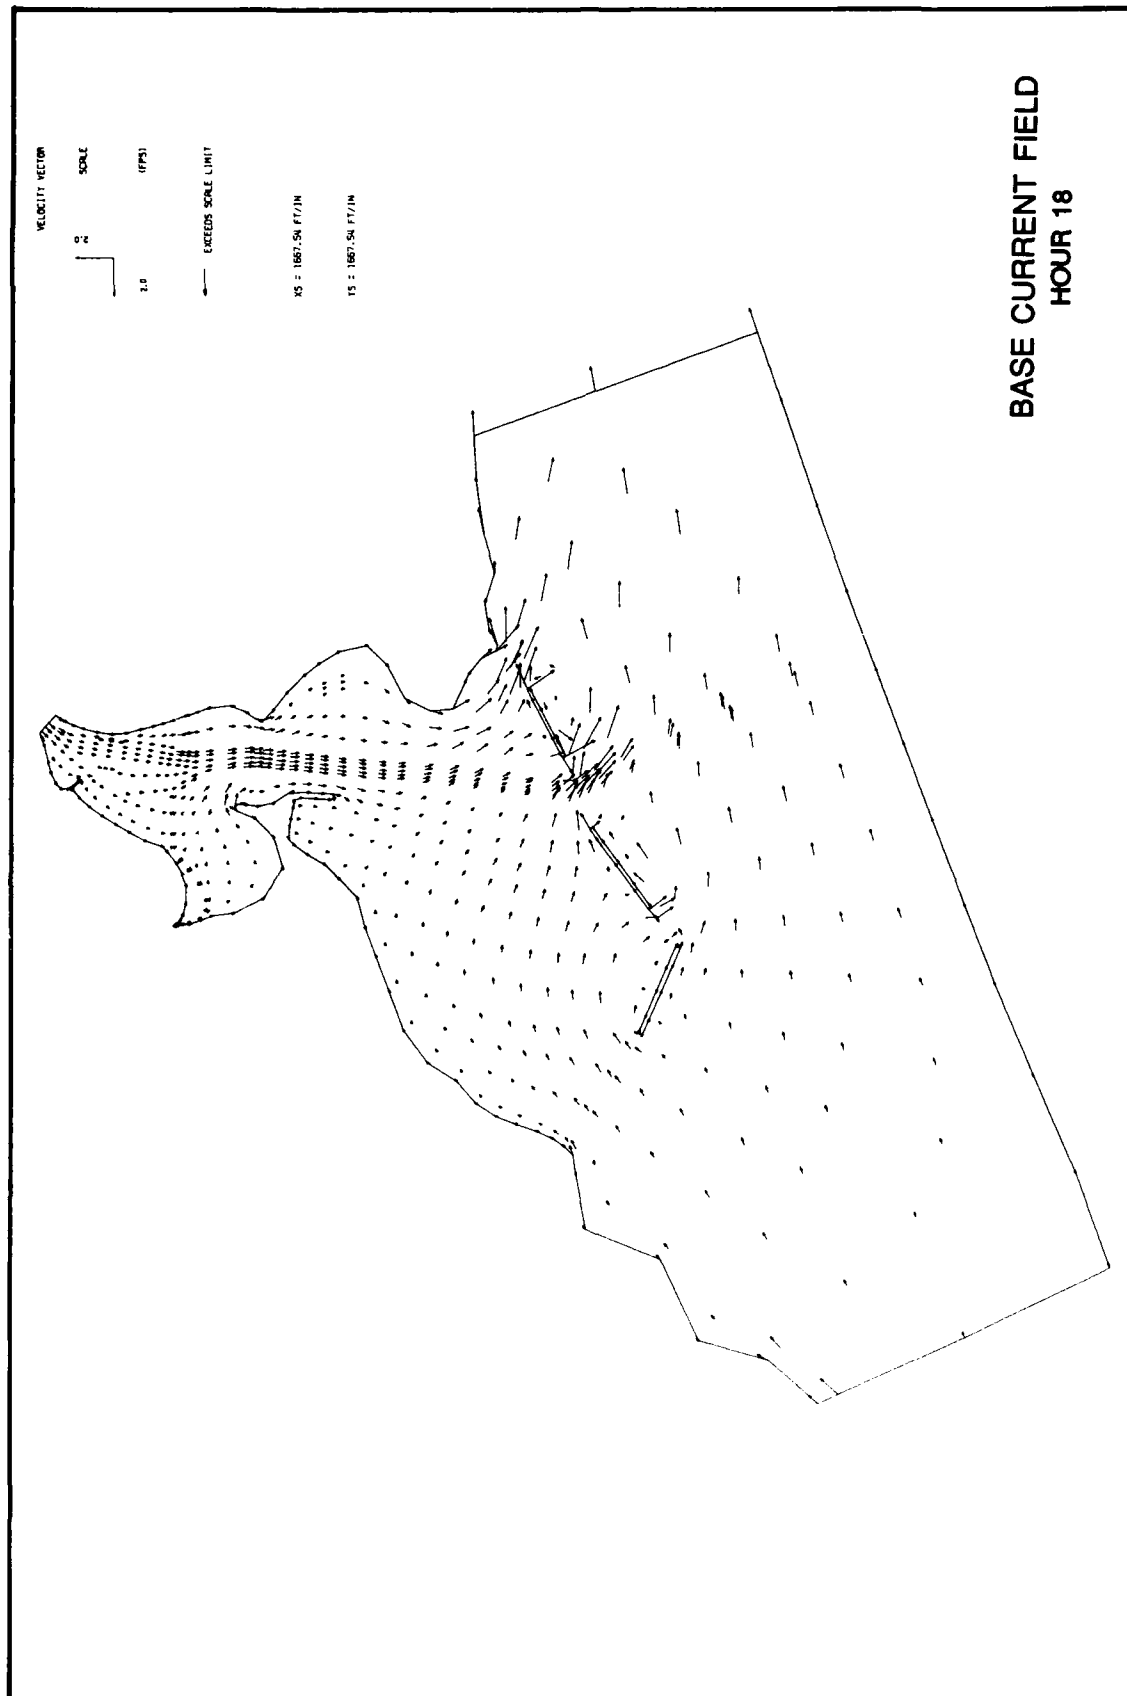 VELOCITY VECTOR
SCALE
2.0
2.0 (FPS)
EXCEEDS SCALE LIMIT
XS = 1667.54 FT/IN
YS = 1667.54 FT/IN
BASE CURRENT FIELD
HOUR 18